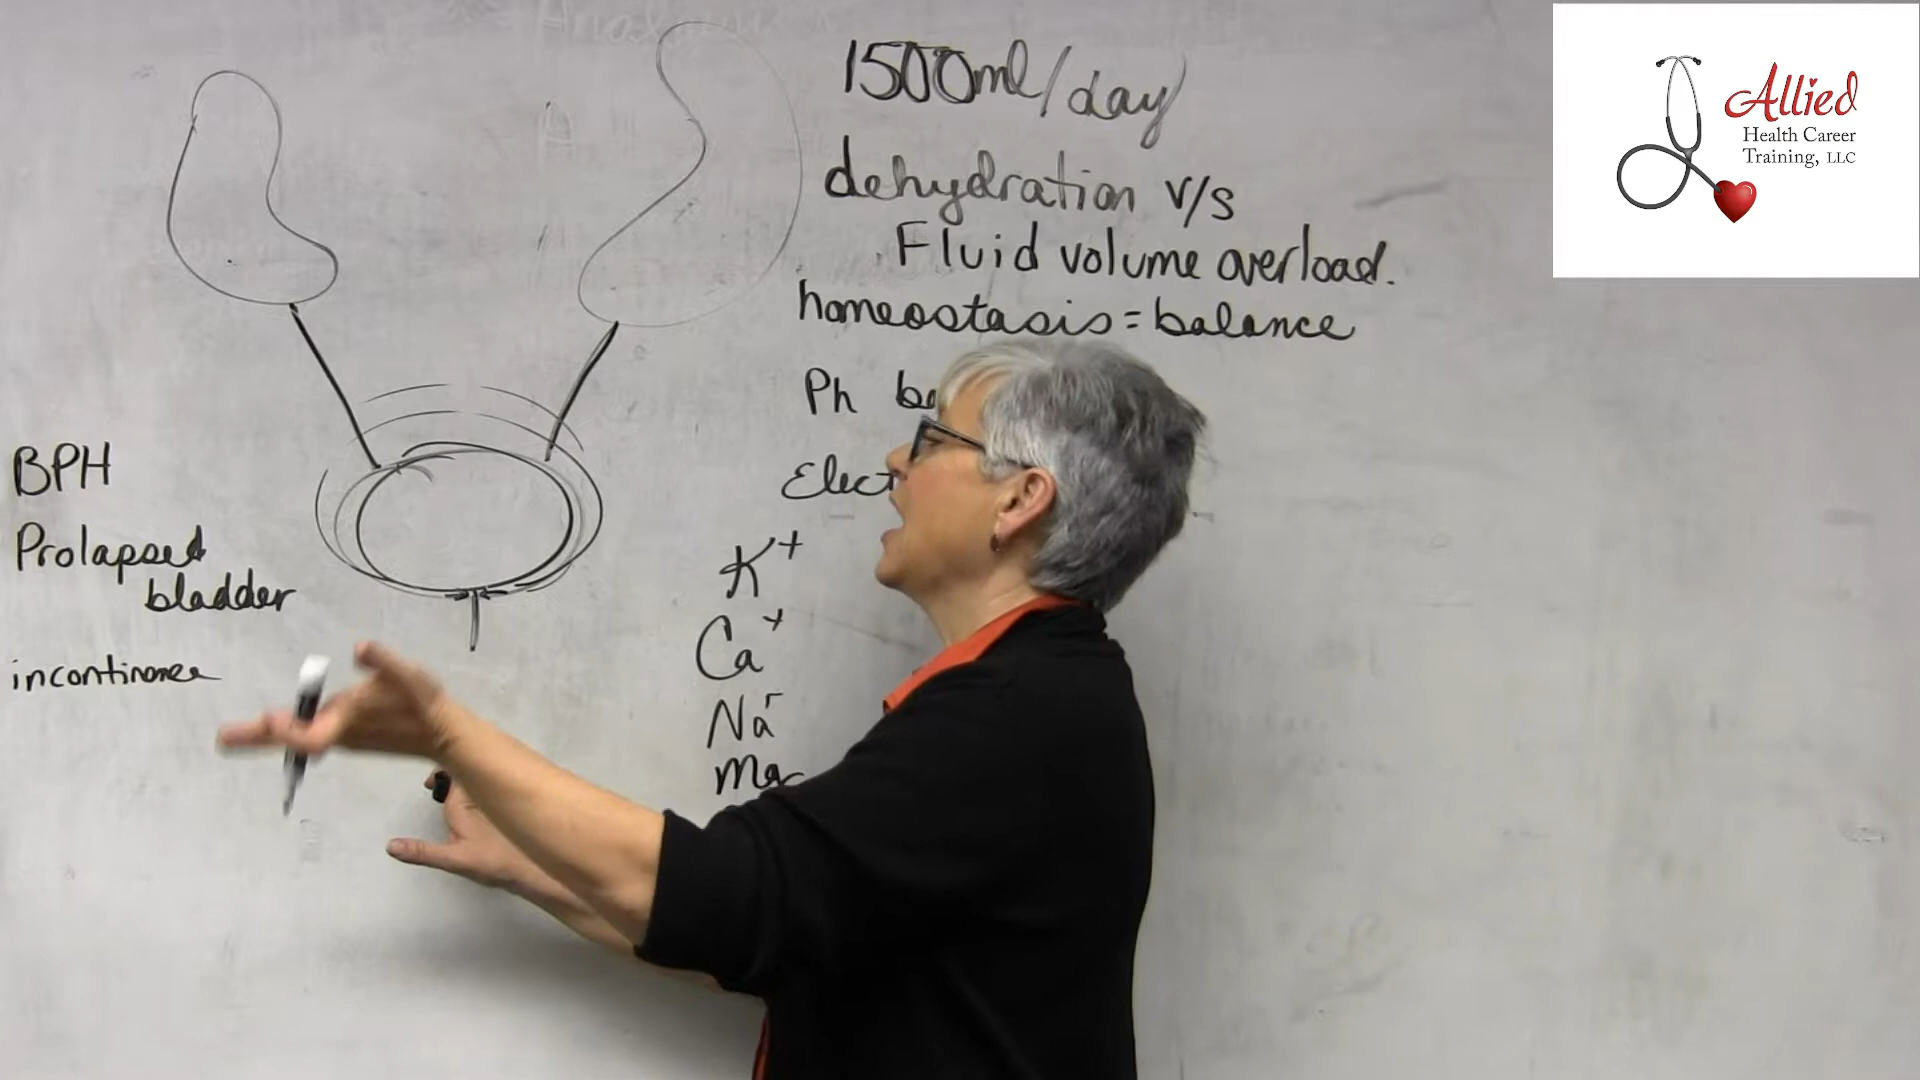 1500ml/day
dehydration v/s
Fluid volume overload.
homeostasis = balance
Ph
BPH
Prolapsed
bladder
incontinence
K+
Ca+
Na-
Allied
Health Career
Training, LLC